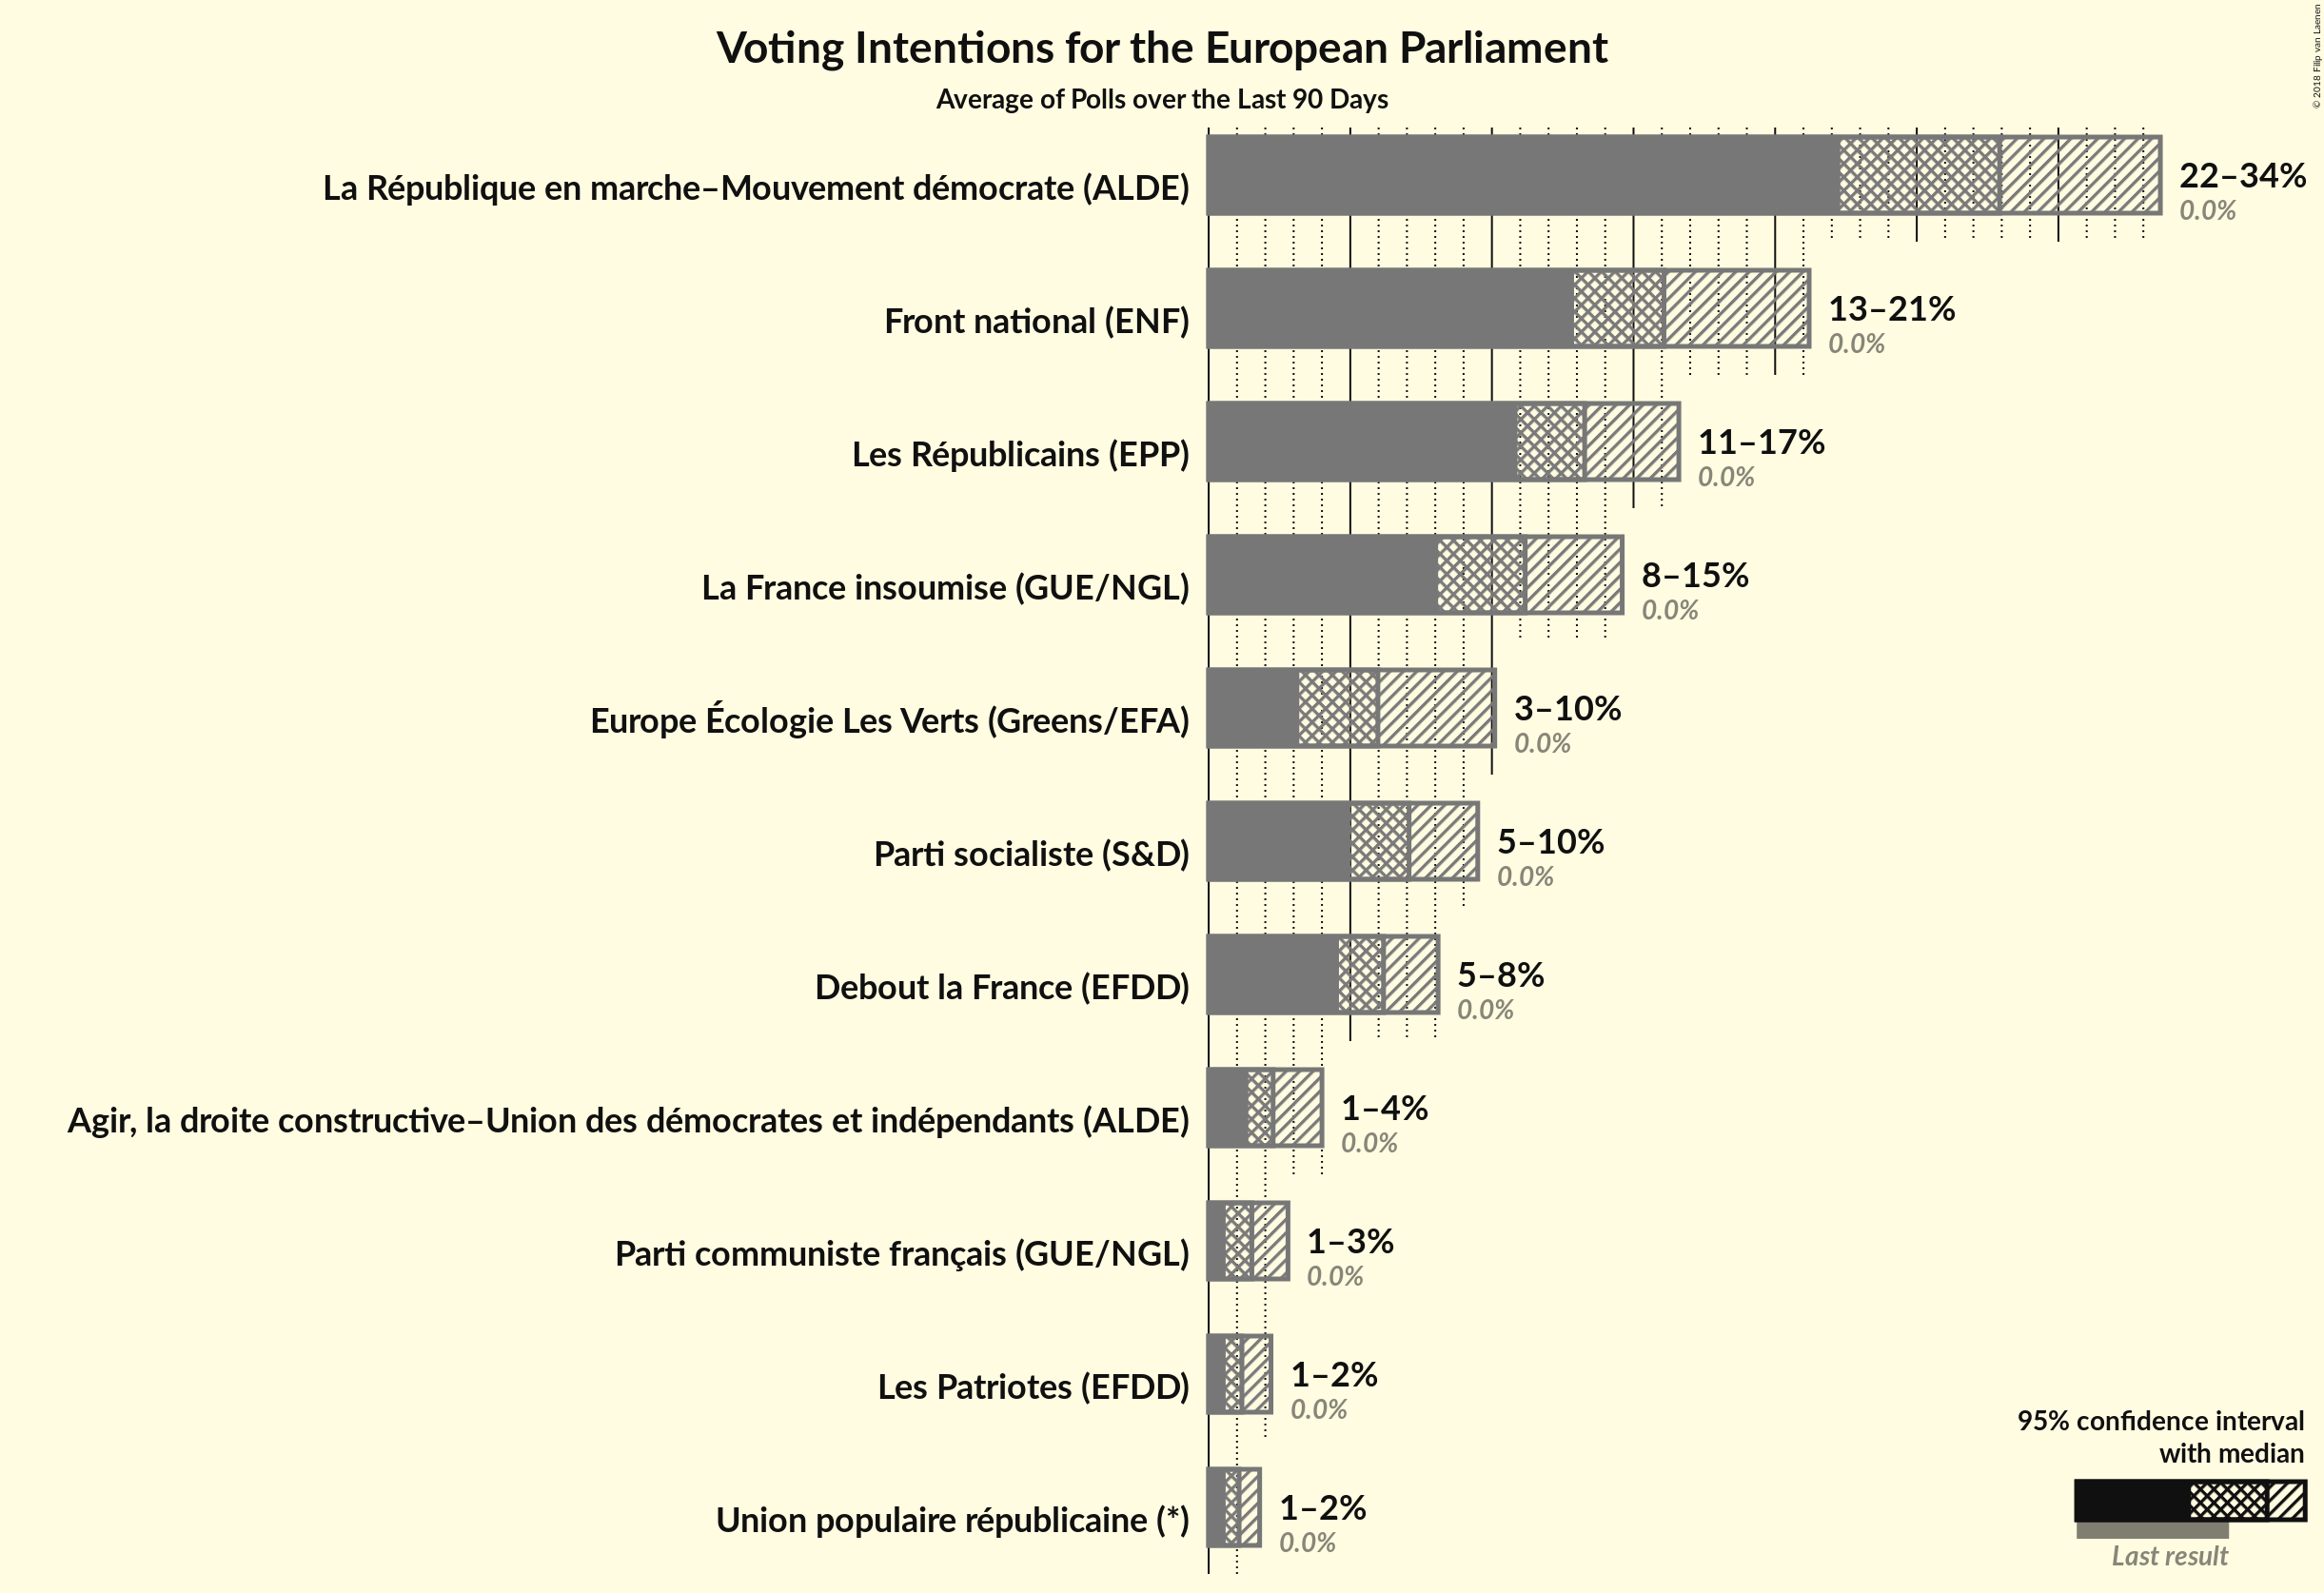 Voting Intentions for the European Parliament
Average of Polls over the Last 90 Days
© 2018 Filip van Laenen
La République en marche–Mouvement démocrate (ALDE)
22–34%
0.0%
Front national (ENF)
13–21%
0.0%
Les Républicains (EPP)
11–17%
0.0%
La France insoumise (GUE/NGL)
8–15%
0.0%
Europe Écologie Les Verts (Greens/EFA)
3–10%
0.0%
Parti socialiste (S&D)
5–10%
0.0%
Debout la France (EFDD)
5–8%
0.0%
Agir, la droite constructive–Union des démocrates et indépendants (ALDE)
1–4%
0.0%
Parti communiste français (GUE/NGL)
1–3%
0.0%
Les Patriotes (EFDD)
1–2%
0.0%
Union populaire républicaine (*)
1–2%
0.0%
95% confidence interval
with median
Last result